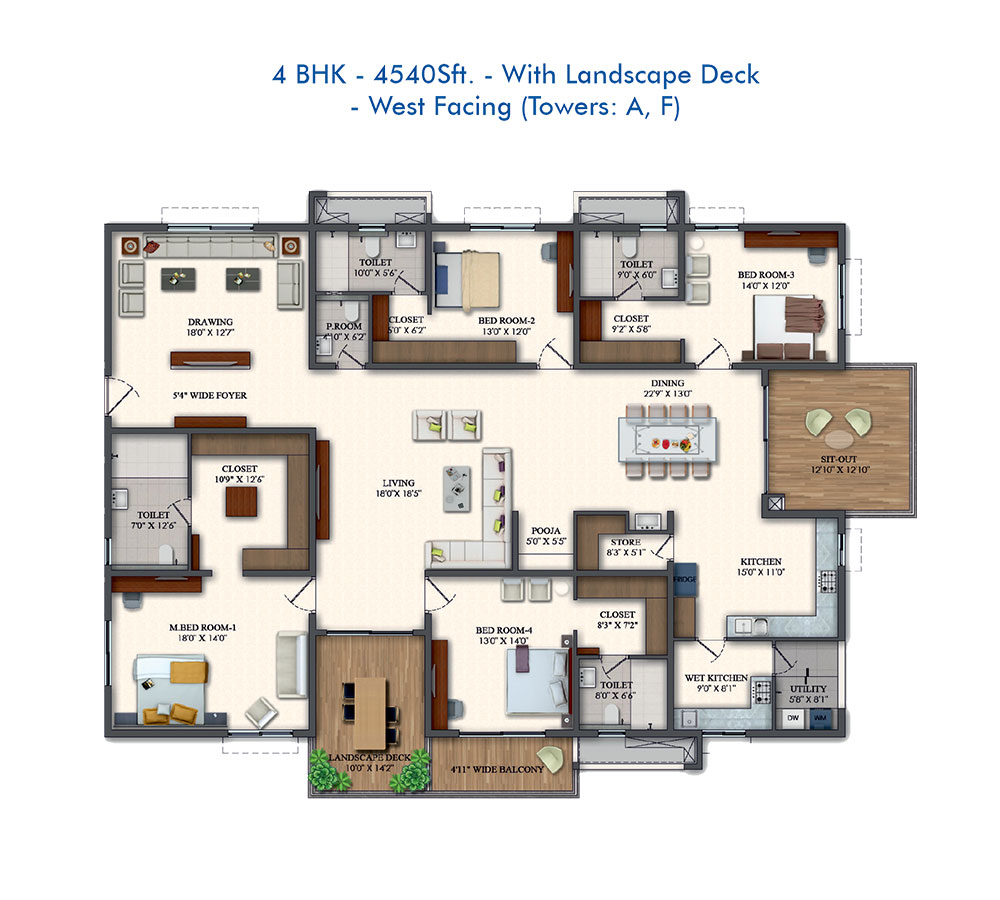 4 BHK - 4540Sft. - With Landscape Deck
- West Facing (Towers: A, F)
DRAWING
18'0" X 12'7"
5'4" WIDE FOYER
TOILET
10'0" X 5'6"
P.ROOM
4'10" X 6'2"
CLOSET
6'0" X 6'2"
BED ROOM-2
13'0" X 12'0"
TOILET
9'0" X 6'0"
CLOSET
9'2" X 5'8"
BED ROOM-3
14'0" X 12'0"
DINING
22'9" X 13'0"
SIT-OUT
12'10" X 12'10"
CLOSET
10'9" X 12'6"
TOILET
7'0" X 12'6"
LIVING
18'0"X 18'5"
POOJA
5'0" X 5'5"
STORE
8'3" X 5'1"
KITCHEN
15'0" X 11'0"
FRIDGE
M.BED ROOM-1
18'0" X 14'0"
BED ROOM-4
13'0" X 14'0"
CLOSET
8'3" X 7'2"
TOILET
8'0" X 6'6"
WET KITCHEN
9'0" X 8'1"
UTILITY
5'8" X 8'1"
DW
WM
LANDSCAPE DECK
10'0" X 14'2"
4'11" WIDE BALCONY